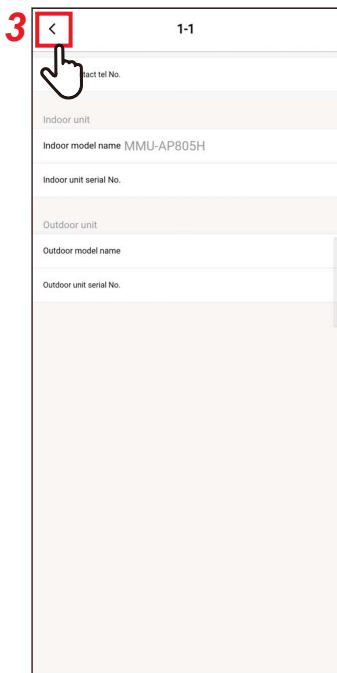 3
1-1
tact tel No.
Indoor unit
Indoor model name MMU-AP805H
Indoor unit serial No.
Outdoor unit
Outdoor model name
Outdoor unit serial No.